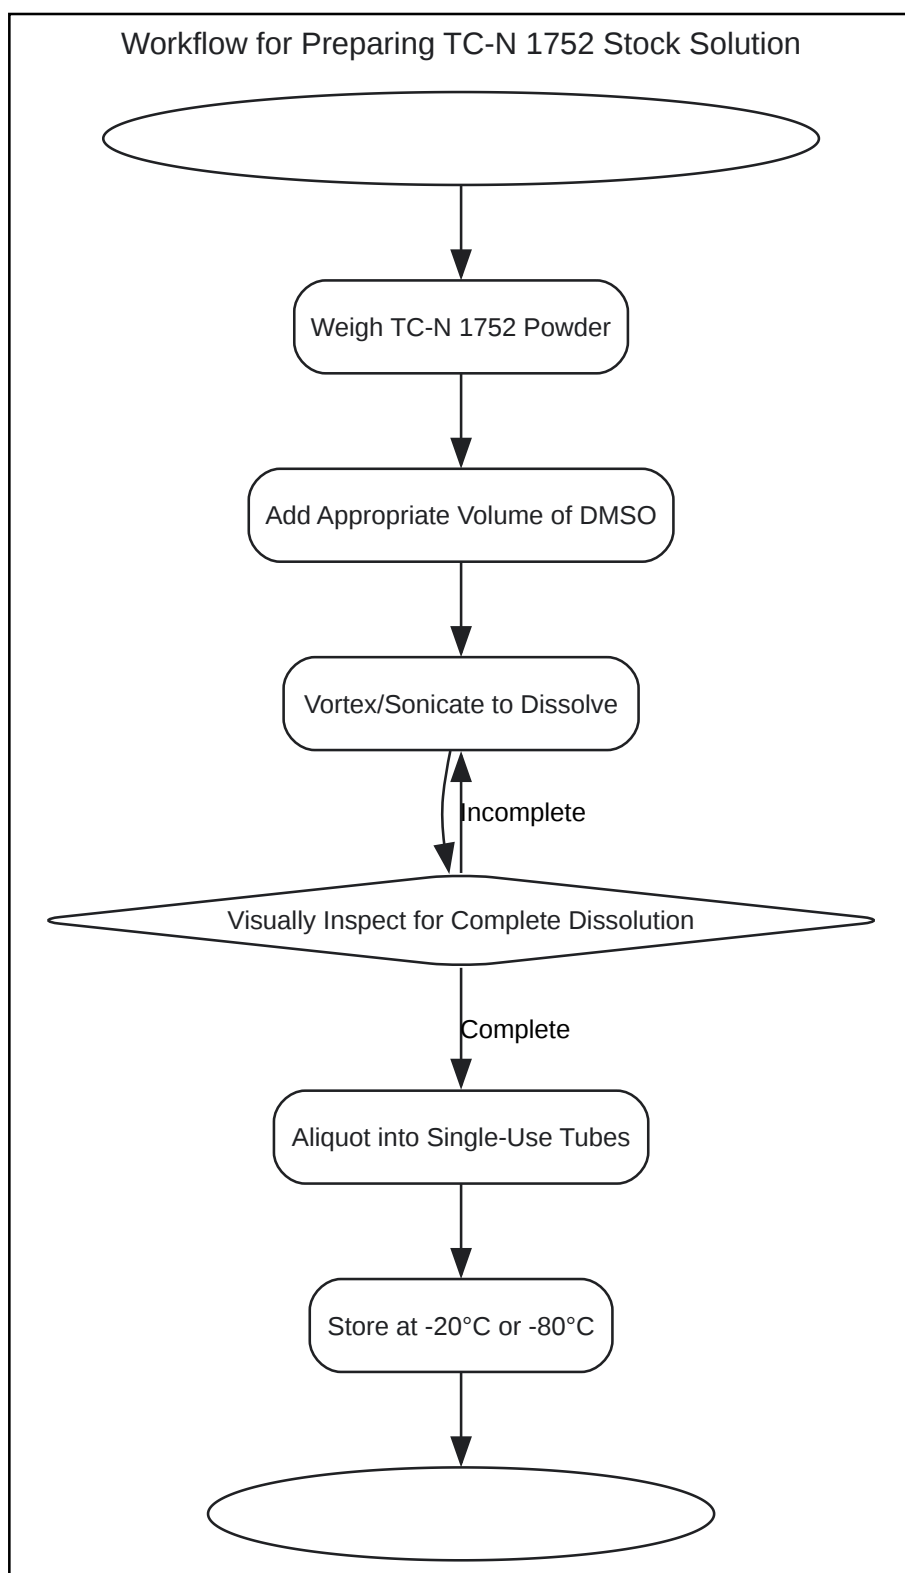 Workflow for Preparing TC-N 1752 Stock Solution
Weigh TC-N 1752 Powder
Add Appropriate Volume of DMSO
Vortex/Sonicate to Dissolve
Incomplete
Visually Inspect for Complete Dissolution
Complete
Aliquot into Single-Use Tubes
Store at -20°C or -80°C